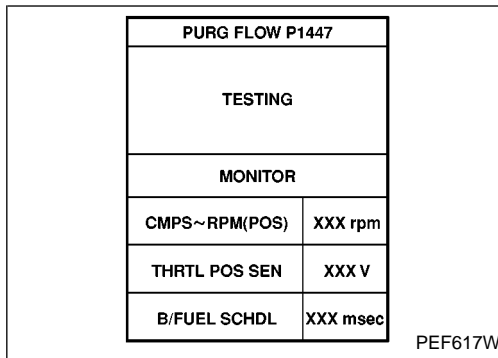 PURG FLOW P1447
TESTING
MONITOR
CMPS~RPM(POS) XXX rpm
THRTL POS SEN XXX V
B/FUEL SCHDL XXX msec
PEF617W